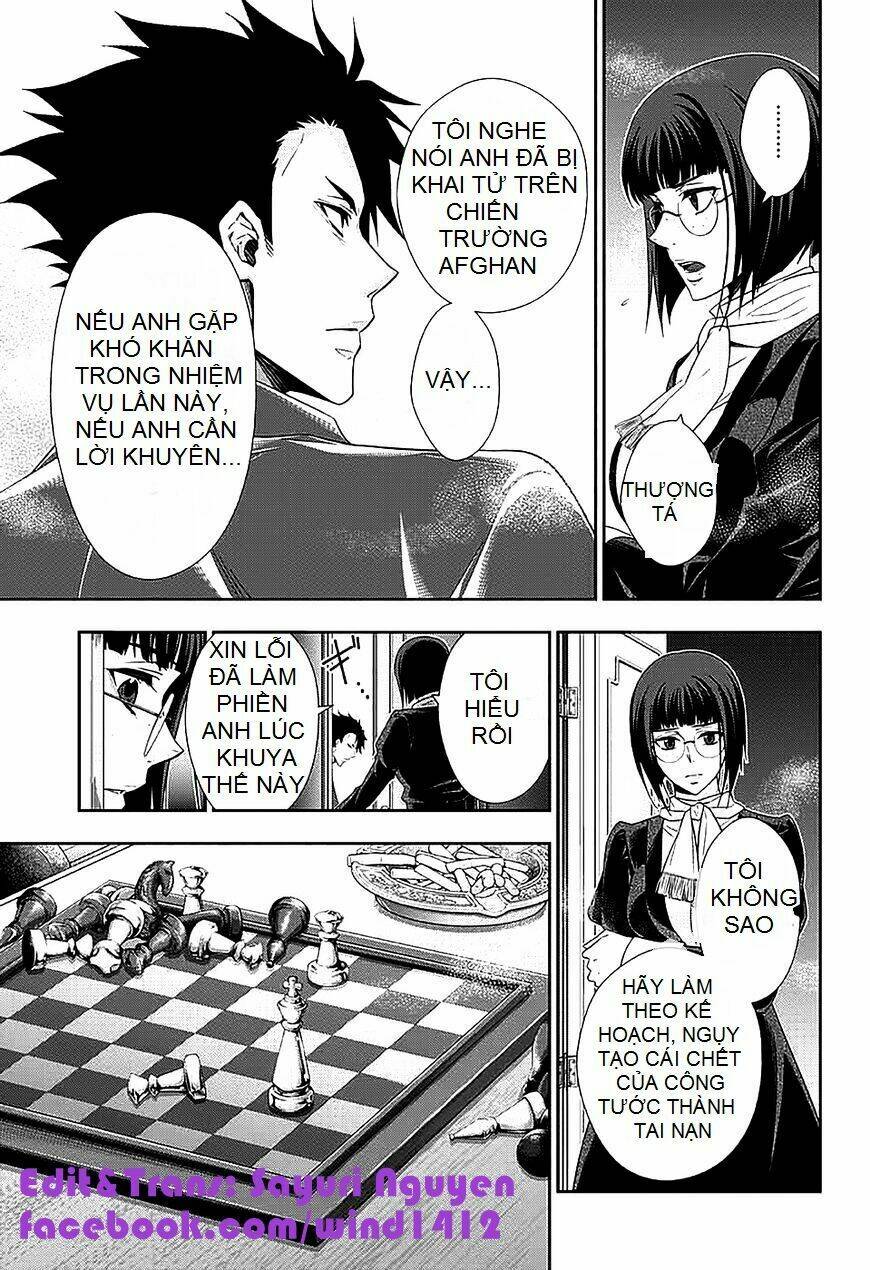 ………
THƯỢNG
TÁ
TÔI NGHE
NÓI ANH ĐÃ BỊ
KHAI TỬ TRÊN
CHIẾN
TRƯỜNG
AFGHAN
VẬY...
NẾU ANH GẶP
KHÓ KHĂN
TRONG NHIỆM
VỤ LẦN NÀY,
NẾU ANH CẦN
LỜI KHUYÊN...
TÔI
KHÔNG
SAO
HÃY LÀM
THEO KẾ
HOẠCH, NGỤY
TẠO CÁI CHẾT
CỦA CÔNG
TƯỚC THÀNH
TAI NẠN
TÔI
HIỂU
RỒI
XIN LỖI
ĐÃ LÀM
PHIỀN
ANH LÚC
KHUYA
THẾ NÀY
Edit&Trans: Sayuri Nguyen
facebook.com/wind1412